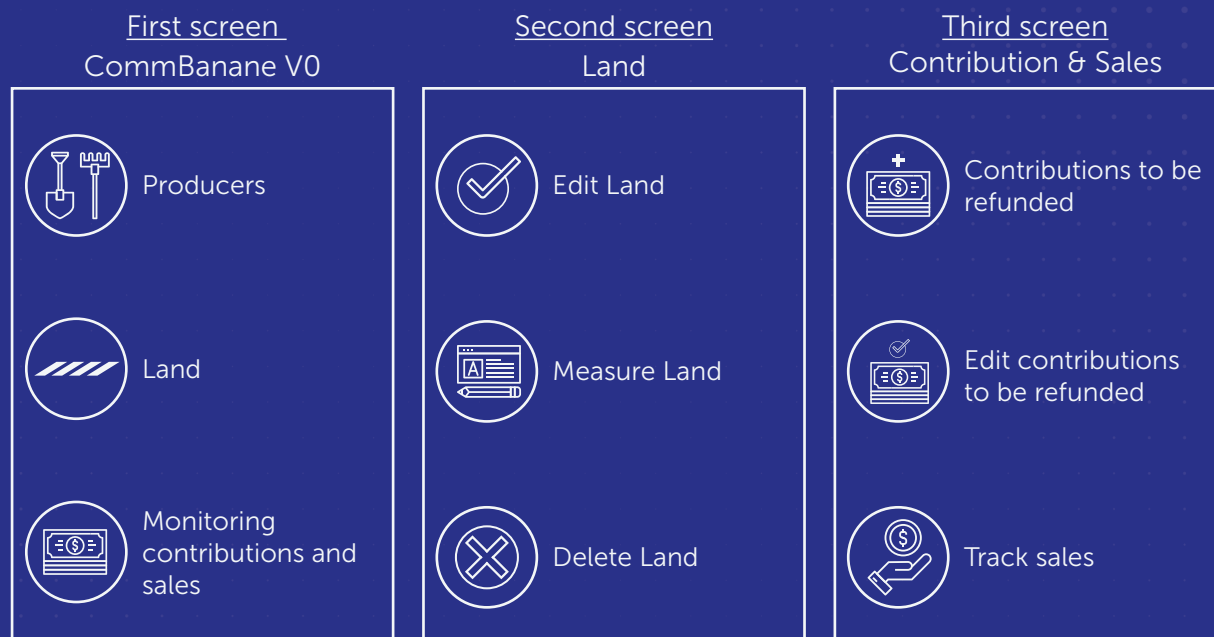 First screen
CommBanane V0
Producers
Land
Monitoring
contributions and
sales
Second screen
Land
Edit Land
A
Measure Land
Delete Land
Third screen
Contribution & Sales
Contributions to be
refunded
Edit contributions
to be refunded
Track sales